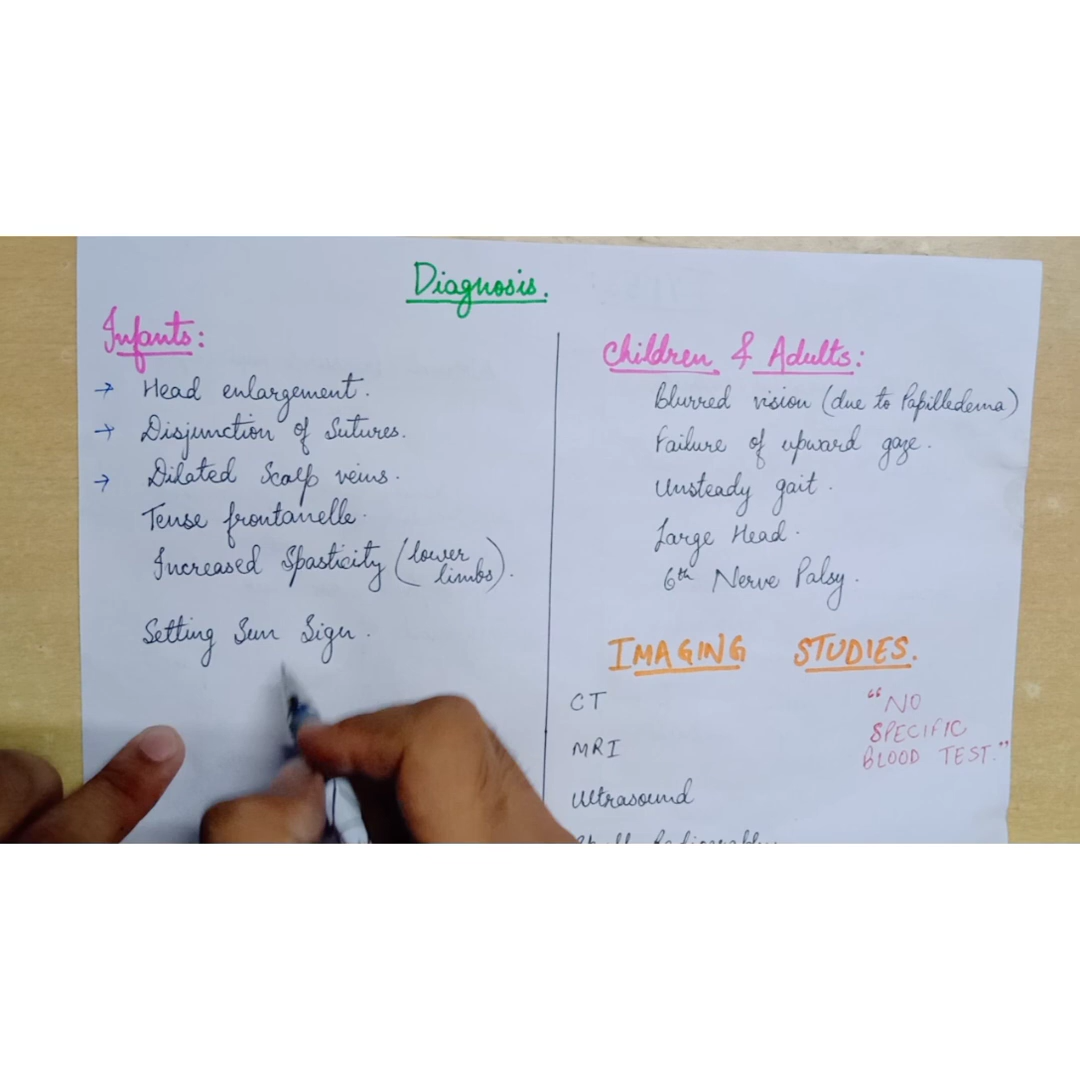 Diagnosis.
Infants:
→ Head enlargement.
→ Disjunction of Sutures.
→ Dilated Scalp veins.
Tense frontanelle.
Increased Spasticity (lower limbs).
Setting Sun Sign.
Children & Adults:
Blurred vision (due to Papilledema)
Failure of upward gaze.
Unsteady gait.
Large Head.
6th Nerve Palsy.
IMAGING STUDIES.
CT
MRI
Ultrasound
"NO
SPECIFIC
BLOOD TEST."